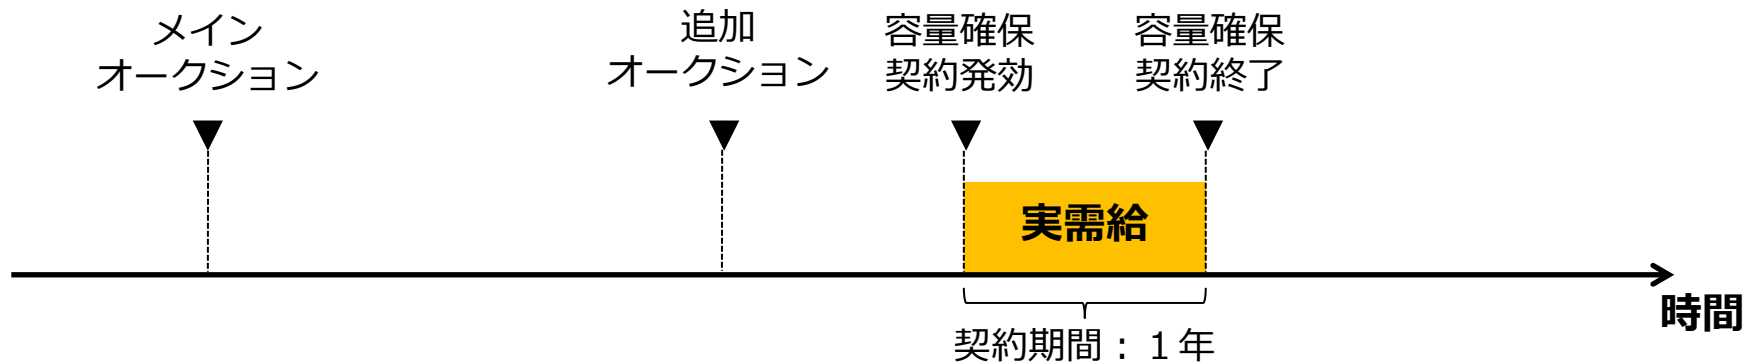 メイン
オークション
追加
オークション
容量確保
契約発効
容量確保
契約終了
実需給
時間
契約期間：１年